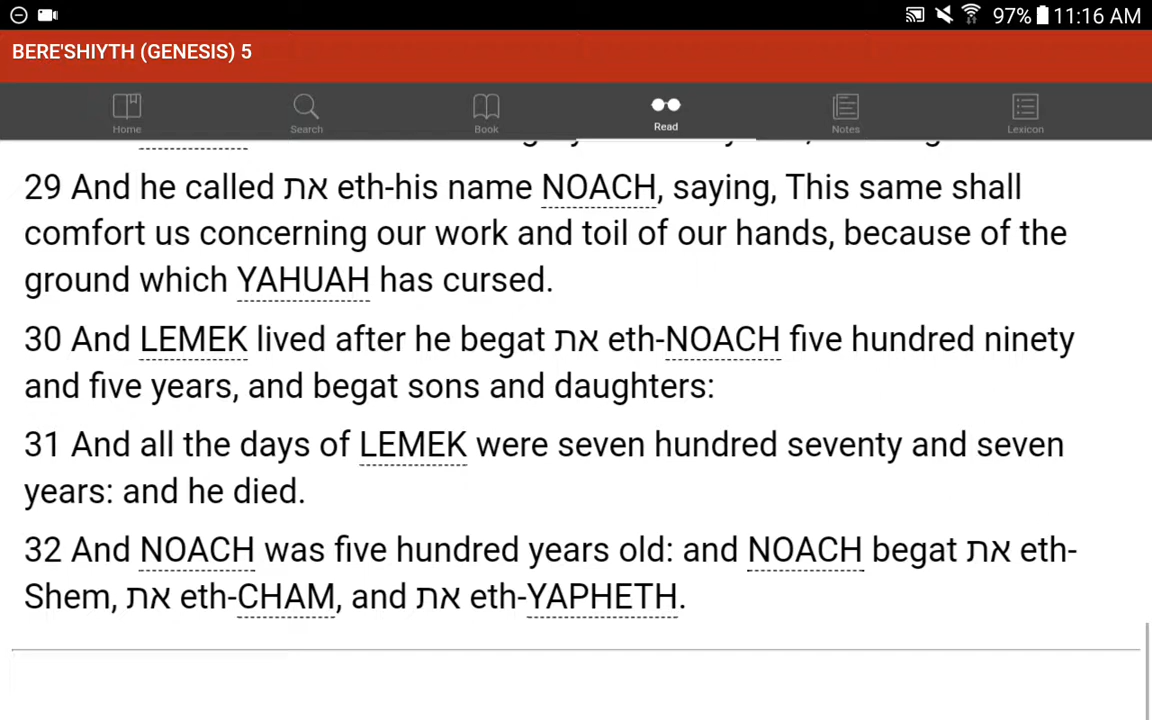 97% 11:16 AM
BERE'SHIYTH (GENESIS) 5
Home Search Book Read Notes Lexicon
29 And he called את eth-his name NOACH, saying, This same shall
comfort us concerning our work and toil of our hands, because of the
ground which YAHUAH has cursed.
30 And LEMEK lived after he begat את eth-NOACH five hundred ninety
and five years, and begat sons and daughters:
31 And all the days of LEMEK were seven hundred seventy and seven
years: and he died.
32 And NOACH was five hundred years old: and NOACH begat את eth-
Shem, את eth-CHAM, and את eth-YAPHETH.